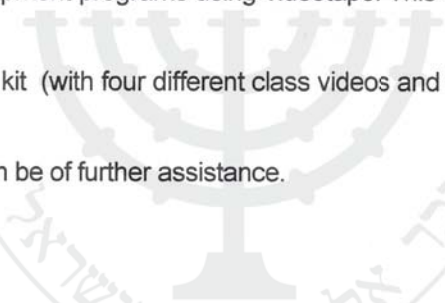 pment programs using videotape. This
kit (with four different class videos and
n be of further assistance.